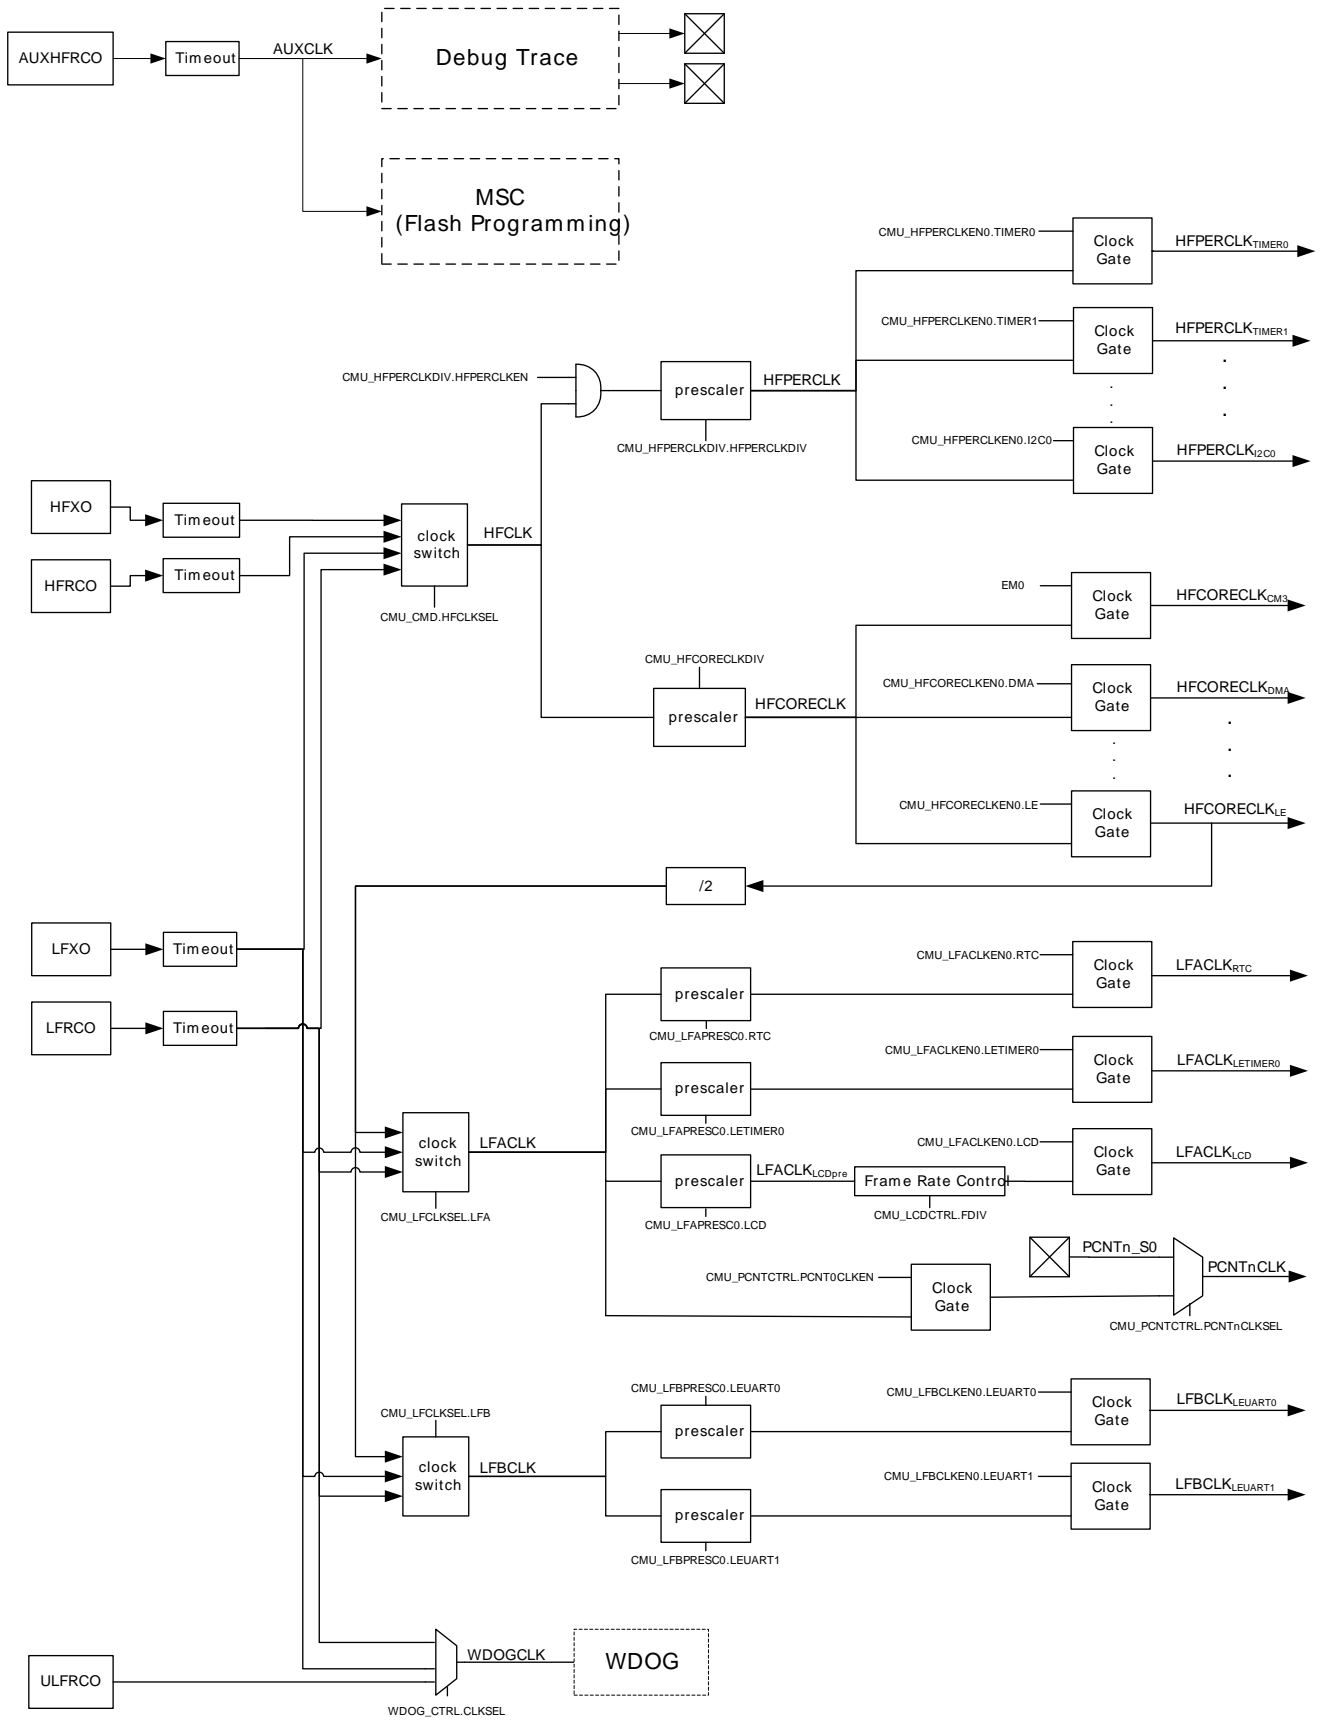 AUXHFRCO
Timeout
AUXCLK
Debug Trace
MSC
(Flash Programming)
CMU_HFPERCLKEN0.TIMER0
Clock
Gate
HFPERCLKTIMER0
CMU_HFPERCLKEN0.TIMER1
Clock
Gate
HFPERCLKTIMER1
CMU_HFPERCLKDIV.HFPERCLKEN
prescaler
HFPERCLK
CMU_HFPERCLKDIV.HFPERCLKDIV
CMU_HFPERCLKEN0.I2C0
Clock
Gate
HFPERCLKI2C0
HFXO
Timeout
HFRCO
Timeout
clock
switch
HFCLK
CMU_CMD.HFCLKSEL
EM0
Clock
Gate
HFCORECLKCM3
CMU_HFCORECLKDIV
prescaler
HFCORECLK
CMU_HFCORECLKEN0.DMA
Clock
Gate
HFCORECLKDMA
CMU_HFCORECLKEN0.LE
Clock
Gate
HFCORECLKLE
/2
LFXO
Timeout
LFRCO
Timeout
CMU_LFACLKEN0.RTC
Clock
Gate
LFACLKRTC
prescaler
CMU_LFAPRESC0.RTC
CMU_LFACLKEN0.LETIMER0
Clock
Gate
LFACLKLETIMER0
prescaler
CMU_LFAPRESC0.LETIMER0
clock
switch
LFACLK
CMU_LFCLKSEL.LFA
CMU_LFACLKEN0.LCD
Clock
Gate
LFACLKLCD
prescaler
LFACLKLCDpre
Frame Rate Control
CMU_LFAPRESC0.LCD
CMU_LCDCTRL.FDIV
PCNTn_S0
PCNTnCLK
CMU_PCNTCTRL.PCNT0CLKEN
Clock
Gate
CMU_PCNTCTRL.PCNTnCLKSEL
CMU_LFBPRESC0.LEUART0
prescaler
CMU_LFBCLKEN0.LEUART0
Clock
Gate
LFBCLKLEUART0
CMU_LFCLKSEL.LFB
clock
switch
LFBCLK
CMU_LFBCLKEN0.LEUART1
Clock
Gate
LFBCLKLEUART1
prescaler
CMU_LFBPRESC0.LEUART1
ULFRCO
WDOGCLK
WDOG
WDOG_CTRL.CLKSEL